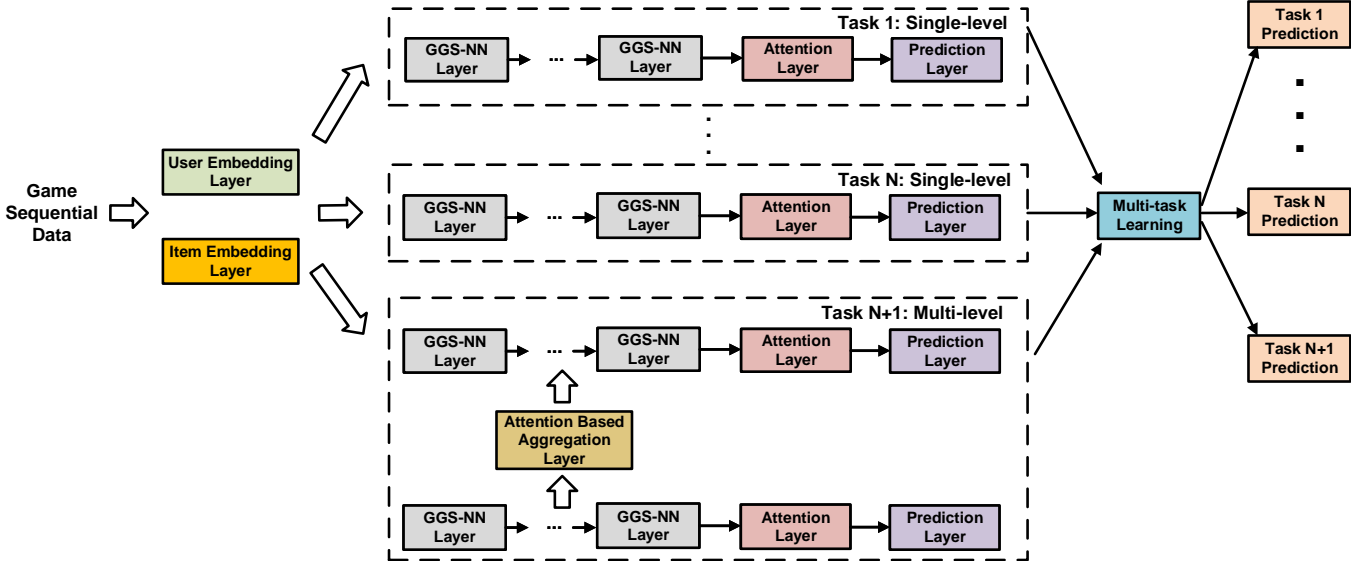 Game
Sequential
Data
User Embedding
Layer
Item Embedding
Layer
Task 1: Single-level
GGS-NN
Layer
...
GGS-NN
Layer
Attention
Layer
Prediction
Layer
Task N: Single-level
GGS-NN
Layer
...
GGS-NN
Layer
Attention
Layer
Prediction
Layer
Task N+1: Multi-level
GGS-NN
Layer
...
GGS-NN
Layer
Attention
Layer
Prediction
Layer
Attention Based
Aggregation
Layer
GGS-NN
Layer
...
GGS-NN
Layer
Attention
Layer
Prediction
Layer
Multi-task
Learning
Task 1
Prediction
Task N
Prediction
Task N+1
Prediction